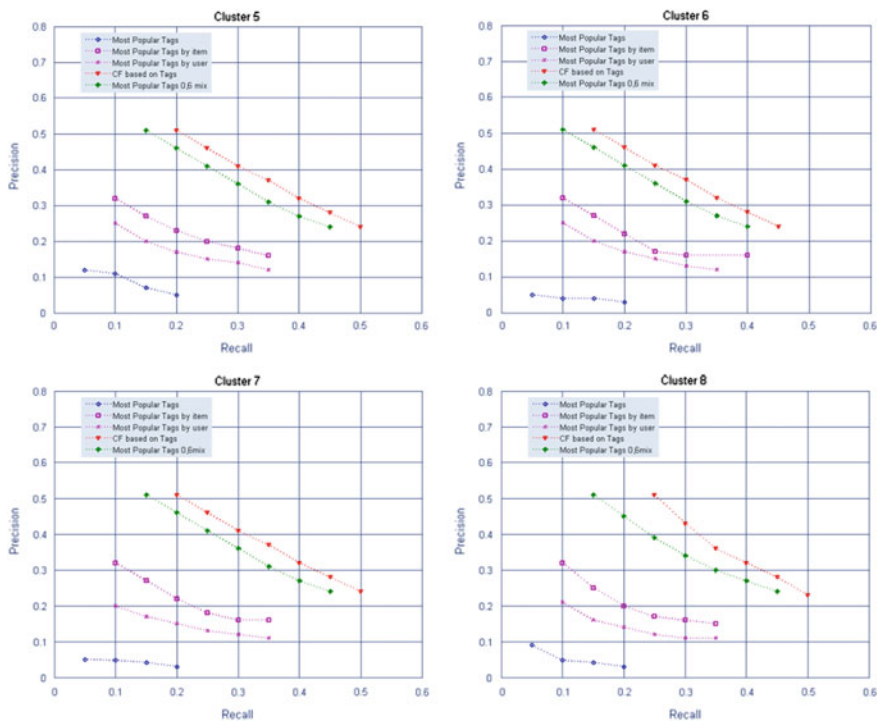 Cluster 5
0.8
0.7
0.6
0.5
0.4
0.3
0.2
0.1
0
Precision
Most Popular Tags
Most Popular Tags by item
Most Popular Tags by user
CF based on Tags
Most Popular Tags 0,6 mix
0 0.1 0.2 0.3 0.4 0.5 0.6
Recall
Cluster 6
0.8
0.7
0.6
0.5
0.4
0.3
0.2
0.1
0
Precision
Most Popular Tags
Most Popular Tags by item
Most Popular Tags by user
CF based on Tags
Most Popular Tags 0,6 mix
0 0.1 0.2 0.3 0.4 0.5 0.6
Recall
Cluster 7
0.8
0.7
0.6
0.5
0.4
0.3
0.2
0.1
0
Precision
Most Popular Tags
Most Popular Tags by item
Most Popular Tags by user
CF based on Tags
Most Popular Tags 0,6mix
0 0.1 0.2 0.3 0.4 0.5 0.6
Recall
Cluster 8
0.8
0.7
0.6
0.5
0.4
0.3
0.2
0.1
0
Precision
Most Popular Tags
Most Popular Tags by item
Most Popular Tags by user
CF based on Tags
Most Popular Tags 0,6mix
0 0.1 0.2 0.3 0.4 0.5 0.6
Recall